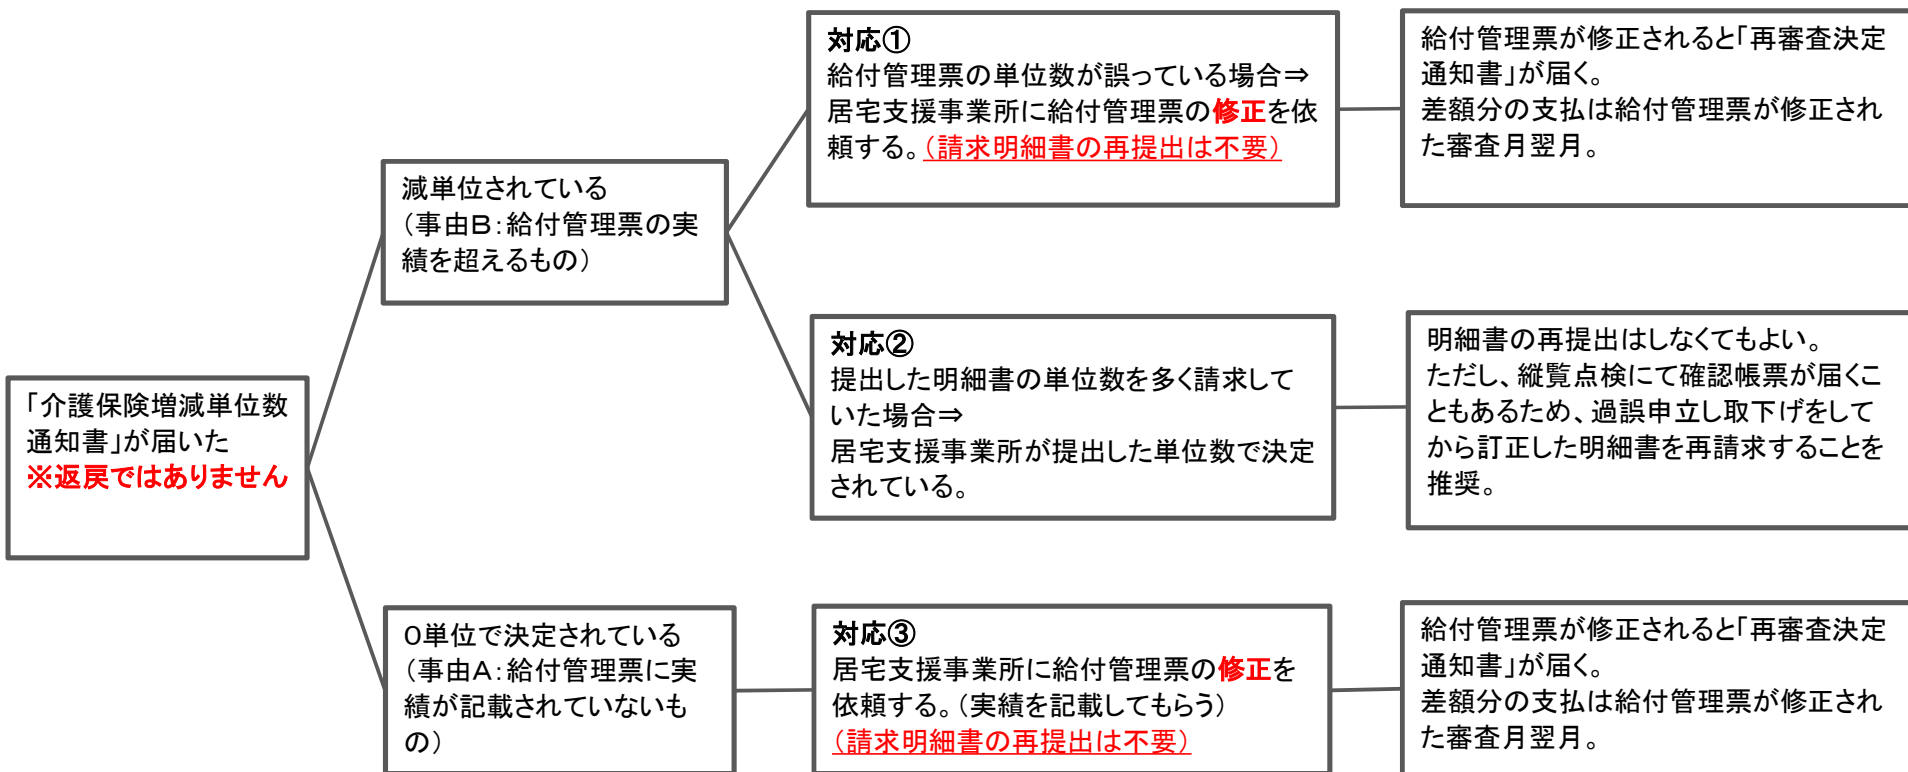 「介護保険増減単位数
通知書」が届いた
※返戻ではありません
減単位されている
（事由Ｂ：給付管理票の実
績を超えるもの）
対応①
給付管理票の単位数が誤っている場合⇒
居宅支援事業所に給付管理票の修正を依
頼する。（請求明細書の再提出は不要）
給付管理票が修正されると「再審査決定
通知書」が届く。
差額分の支払は給付管理票が修正され
た審査月翌月。
対応②
提出した明細書の単位数を多く請求して
いた場合⇒
居宅支援事業所が提出した単位数で決定
されている。
明細書の再提出はしなくてもよい。
ただし、縦覧点検にて確認帳票が届くこ
ともあるため、過誤申立し取下げをして
から訂正した明細書を再請求することを
推奨。
０単位で決定されている
（事由Ａ：給付管理票に実
績が記載されていないも
の）
対応③
居宅支援事業所に給付管理票の修正を
依頼する。（実績を記載してもらう）
（請求明細書の再提出は不要）
給付管理票が修正されると「再審査決定
通知書」が届く。
差額分の支払は給付管理票が修正され
た審査月翌月。